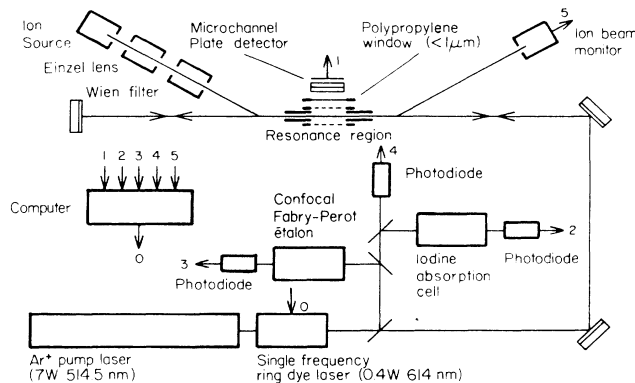 Ion
Source
Einzel lens
Wien filter
Microchannel
Plate detector
1
Polypropylene
window (<1μm)
5
Ion beam
monitor
Resonance region
1 2 3 4 5
Computer
0
4
Photodiode
Confocal
Fabry-Perot
étalon
3
Photodiode
Iodine
absorption
cell
2
Photodiode
0
Ar+ pump laser
(7W 514.5 nm)
Single frequency
ring dye laser (0.4W 614 nm)